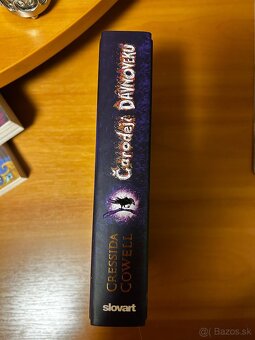 Čarodeji DÁVNOVEKU
CRESSIDA
COWELL
slovart
Bazos.sk